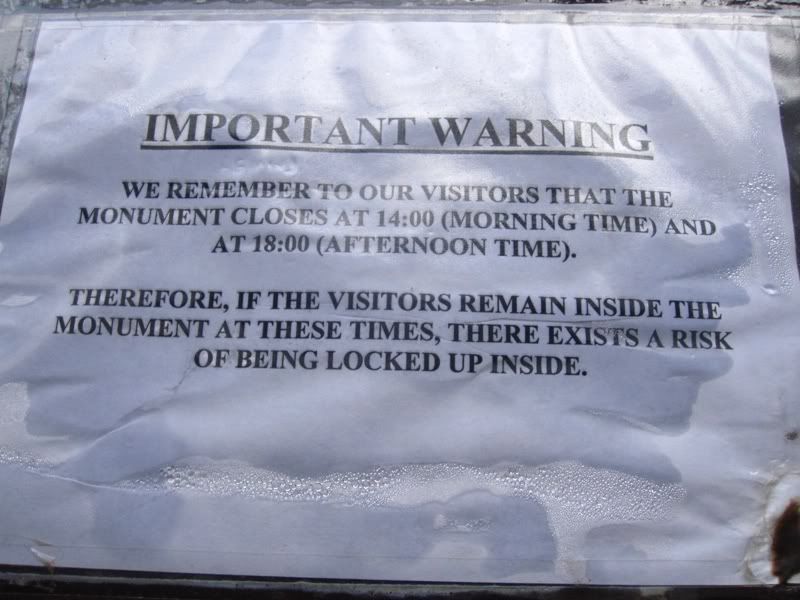 IMPORTANT WARNING
WE REMEMBER TO OUR VISITORS THAT THE
MONUMENT CLOSES AT 14:00 (MORNING TIME) AND
AT 18:00 (AFTERNOON TIME).
THEREFORE, IF THE VISITORS REMAIN INSIDE THE
MONUMENT AT THESE TIMES, THERE EXISTS A RISK
OF BEING LOCKED UP INSIDE.